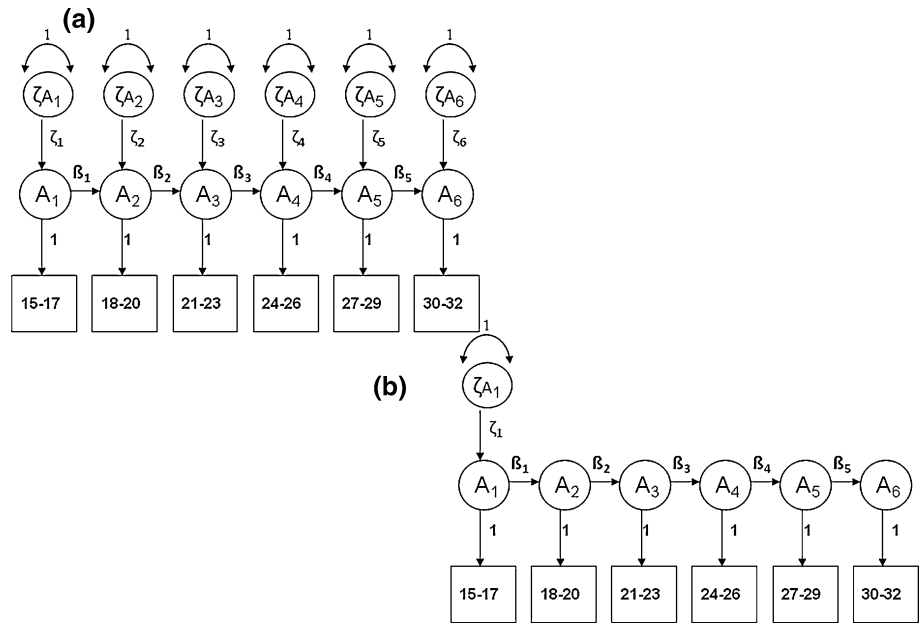 (a)
1 1 1 1 1 1
ζA₁ ζA₂ ζA₃ ζA₄ ζA₅ ζA₆
ζ₁ ζ₂ ζ₃ ζ₄ ζ₅ ζ₆
ß₁ ß₂ ß₃ ß₄ ß₅
A₁ A₂ A₃ A₄ A₅ A₆
1 1 1 1 1 1
15-17 18-20 21-23 24-26 27-29 30-32
1
(b)
ζA₁
ζ₁
ß₁ ß₂ ß₃ ß₄ ß₅
A₁ A₂ A₃ A₄ A₅ A₆
1 1 1 1 1 1
15-17 18-20 21-23 24-26 27-29 30-32